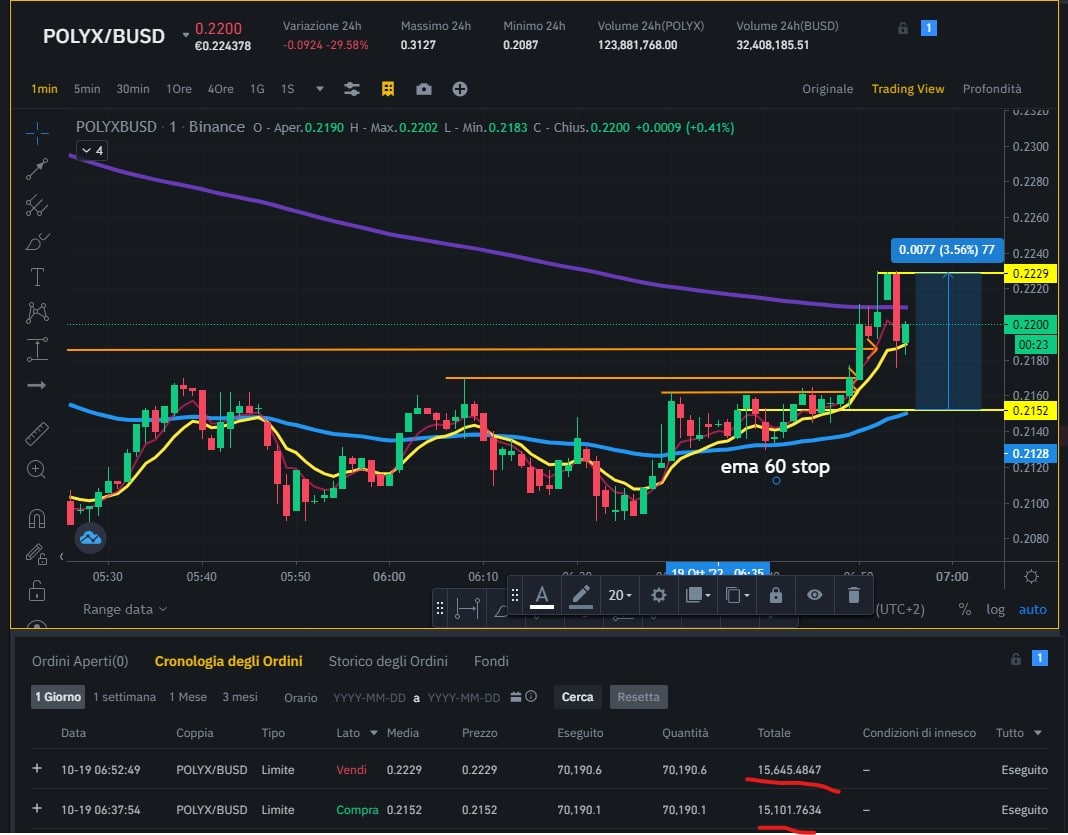 POLYX/BUSD
0.2200
€0.224378
Variazione 24h
-0.0924 -29.58%
Massimo 24h
0.3127
Minimo 24h
0.2087
Volume 24h(POLYX)
123,881,768.00
Volume 24h(BUSD)
32,408,185.51
1
1min 5min 30min 1Ore 4Ore 1G 1S
Originale Trading View Profondità
POLYXBUSD · 1 · Binance O - Aper.0.2190 H - Max.0.2202 L - Min.0.2183 C - Chius.0.2200 +0.0009 (+0.41%)
4
0.2320
0.2300
0.2280
0.2260
0.2240
0.0077 (3.56%) 77
0.2229
0.2220
0.2200
00:23
0.2180
0.2160
0.2152
0.2140
0.2128
0.2120
0.2100
0.2080
ema 60 stop
05:30 05:40 05:50 06:00 06:10 06:20 19 Ott '22 06:35 06:50 07:00
Range data
20
(UTC+2) % log auto
Ordini Aperti(0) Cronologia degli Ordini Storico degli Ordini Fondi
1
1 Giorno 1 settimana 1 Mese 3 mesi Orario YYYY-MM-DD a YYYY-MM-DD Cerca Resetta
Data Coppia Tipo Lato Media Prezzo Eseguito Quantità Totale Condizioni di innesco Tutto
+ 10-19 06:52:49 POLYX/BUSD Limite Vendi 0.2229 0.2229 70,190.6 70,190.6 15,645.4847 – Eseguito
+ 10-19 06:37:54 POLYX/BUSD Limite Compra 0.2152 0.2152 70,190.1 70,190.1 15,101.7634 – Eseguito